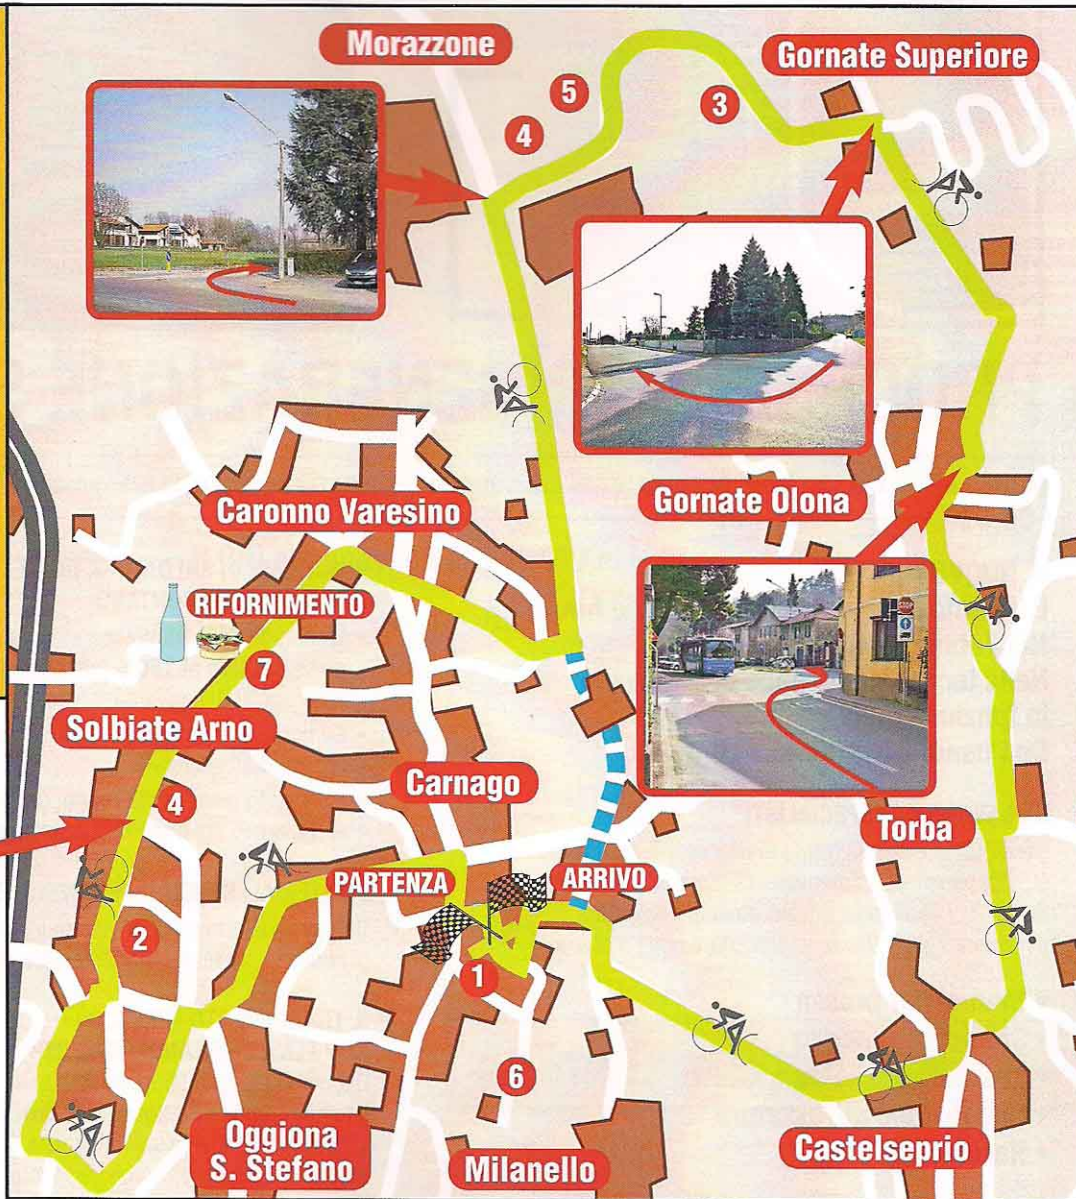 Morazzone
Gornate Superiore
5
3
4
Caronno Varesino
Gornate Olona
RIFORNIMENTO
7
STOP
Solbiate Arno
Carnago
4
Torba
PARTENZA
ARRIVO
2
1
6
Oggiona
S. Stefano
Milanello
Castelseprio